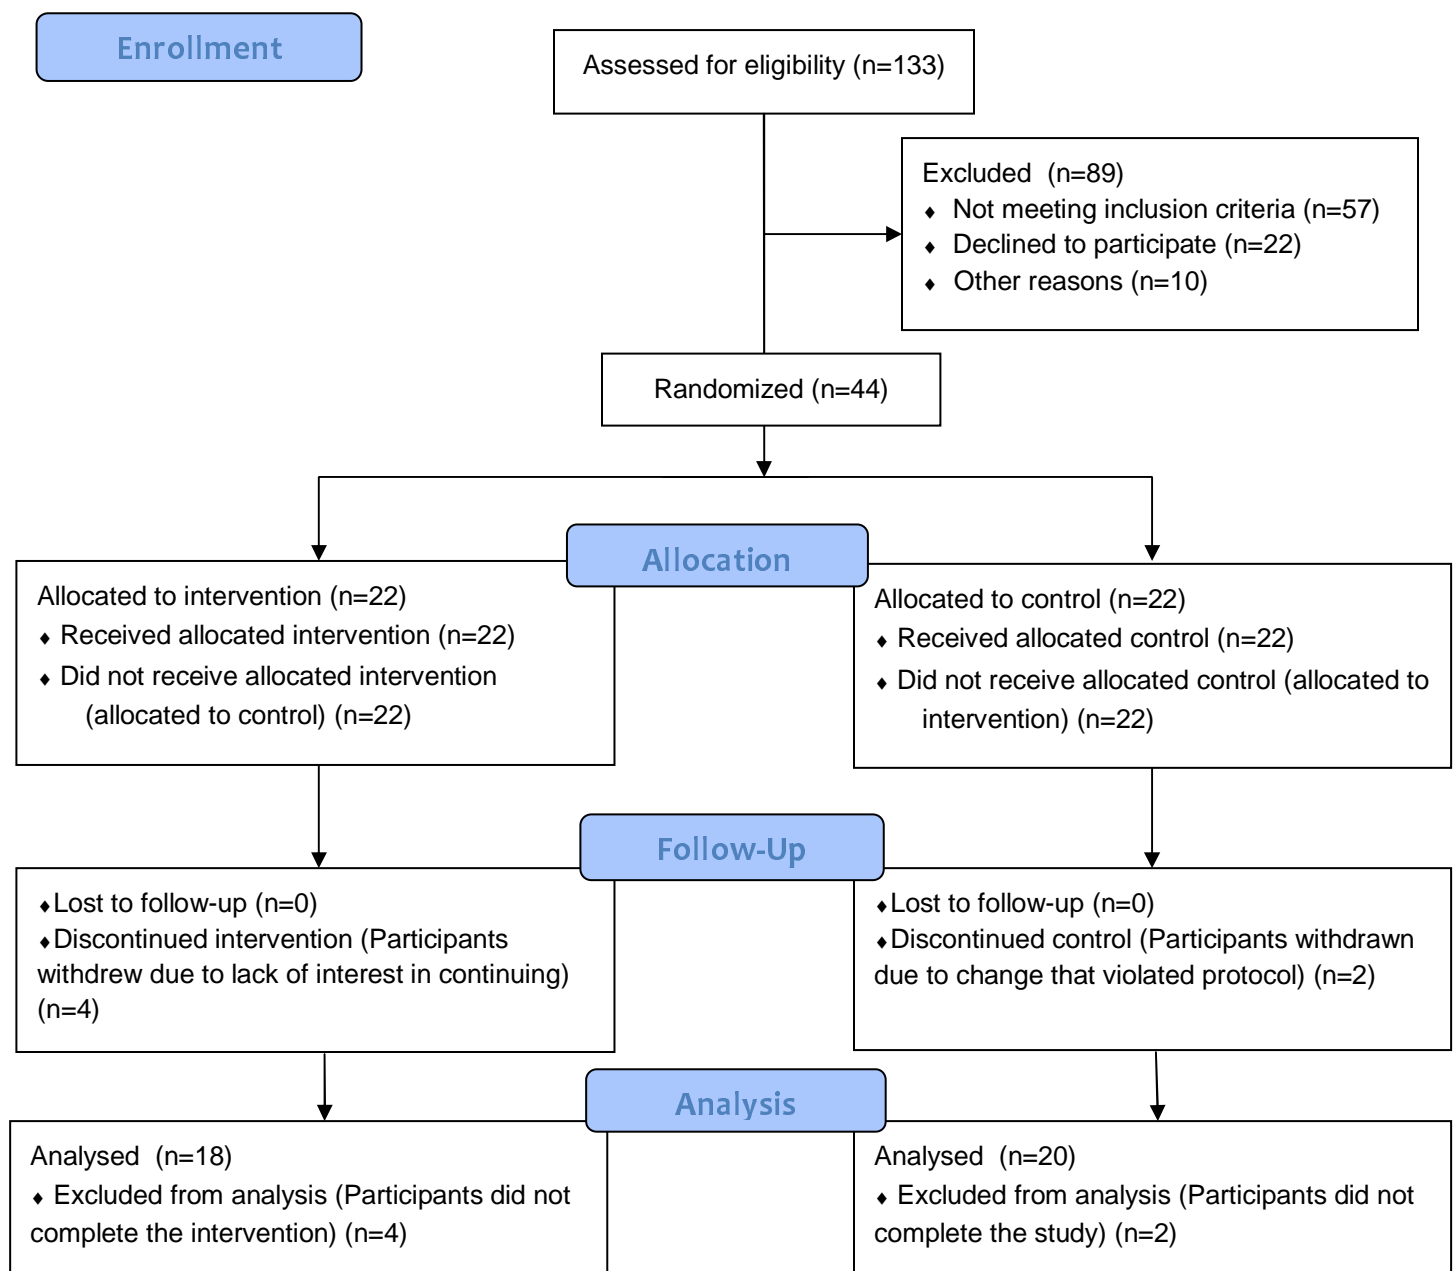 Enrollment
Assessed for eligibility (n=133)
Excluded  (n=89)
♦ Not meeting inclusion criteria (n=57)
♦ Declined to participate (n=22)
♦ Other reasons (n=10)
Randomized (n=44)
Allocation
Allocated to intervention (n=22)
♦ Received allocated intervention (n=22)
♦ Did not receive allocated intervention
(allocated to control) (n=22)
Allocated to control (n=22)
♦ Received allocated control (n=22)
♦ Did not receive allocated control (allocated to
intervention) (n=22)
Follow-Up
♦Lost to follow-up (n=0)
♦Discontinued intervention (Participants
withdrew due to lack of interest in continuing)
(n=4)
♦Lost to follow-up (n=0)
♦Discontinued control (Participants withdrawn
due to change that violated protocol) (n=2)
Analysis
Analysed  (n=18)
♦ Excluded from analysis (Participants did not
complete the intervention) (n=4)
Analysed  (n=20)
♦ Excluded from analysis (Participants did not
complete the study) (n=2)